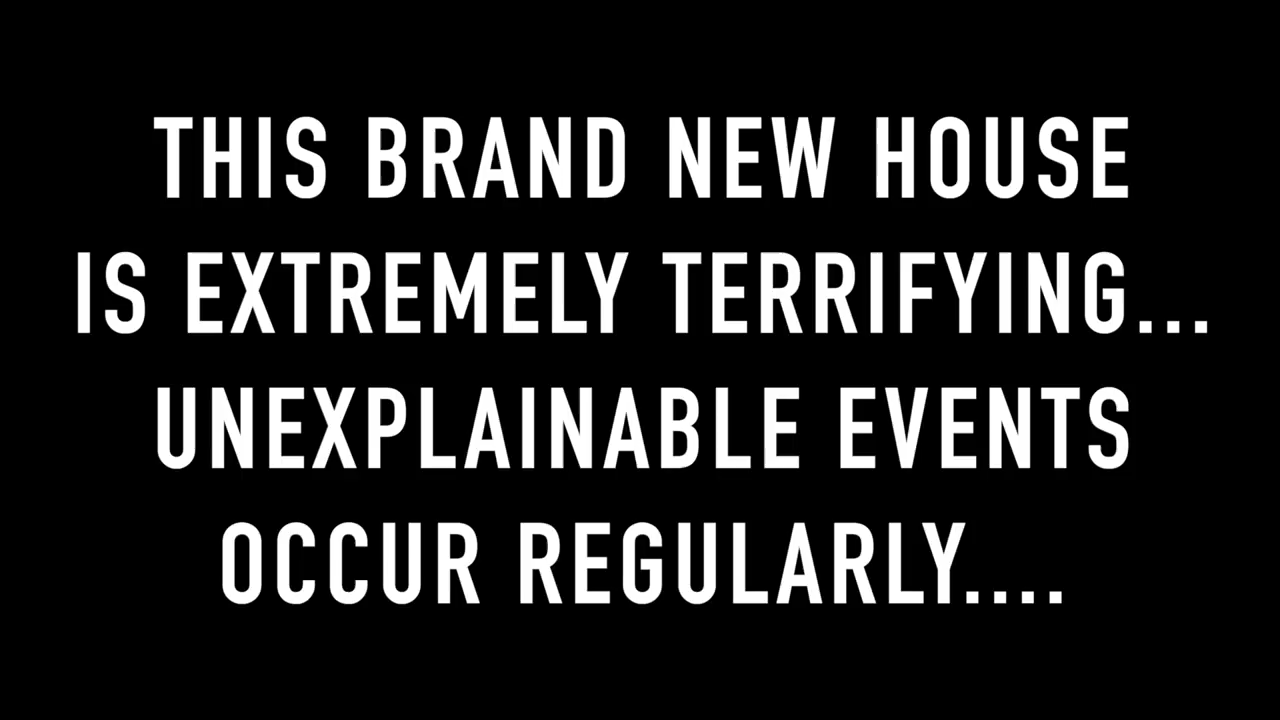 THIS BRAND NEW HOUSE
IS EXTREMELY TERRIFYING...
UNEXPLAINABLE EVENTS
OCCUR REGULARLY....